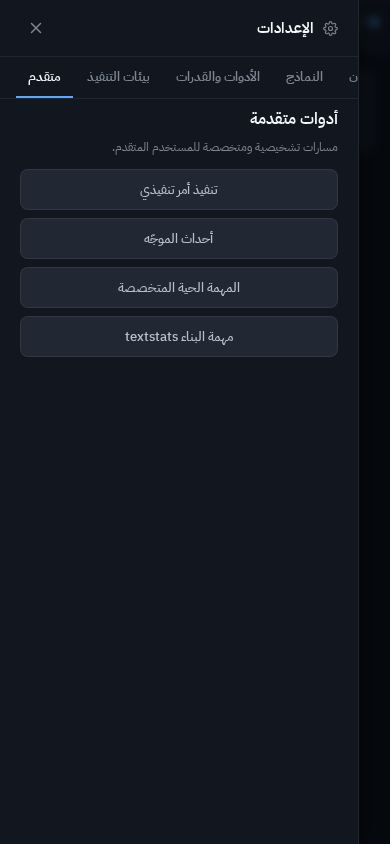 الإعدادات
النماذج
الأدوات والقدرات
بيئات التنفيذ
متقدم
أدوات متقدمة
مسارات تشخيصية ومتخصصة للمستخدم المتقدم.
تنفيذ أمر تنفيذي
أحداث الموجّه
المهمة الحية المتخصصة
مهمة البناء textstats